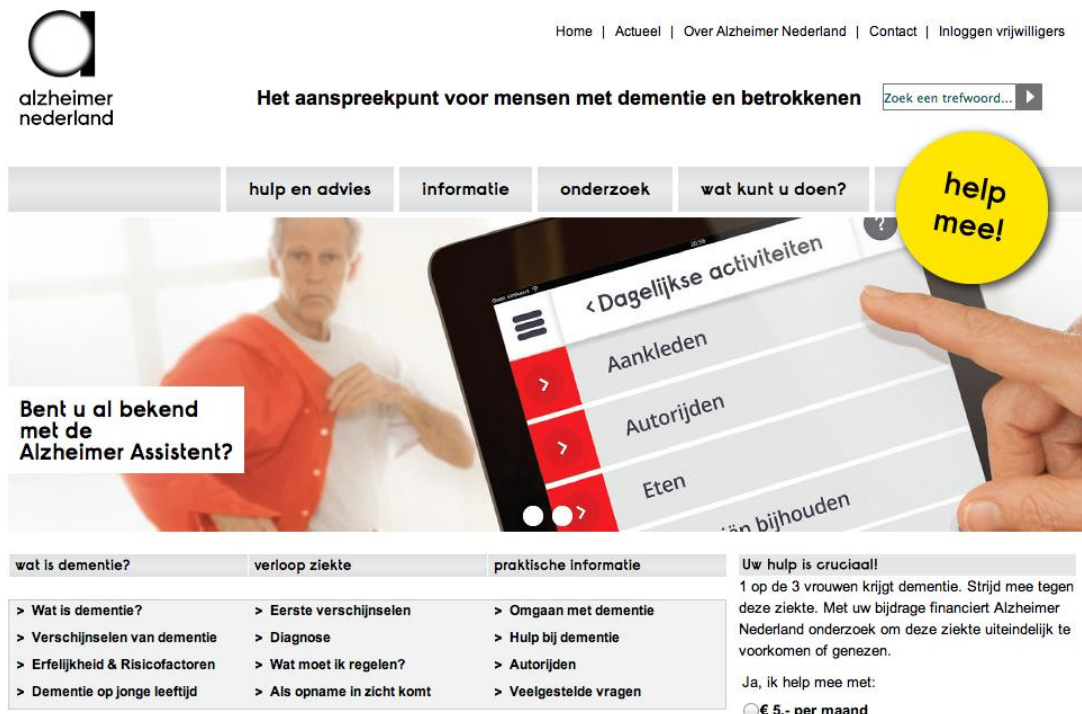 Home | Actueel | Over Alzheimer Nederland | Contact | Inloggen vrijwilligers
alzheimer
nederland
Het aanspreekpunt voor mensen met dementie en betrokkenen
Zoek een trefwoord...
hulp en advies
informatie
onderzoek
wat kunt u doen?
help
mee!
Bent u al bekend
met de
Alzheimer Assistent?
20:59
?
< Dagelijkse activiteiten
Aankleden
Autorijden
Eten
bijhouden
wat is dementie?
> Wat is dementie?
> Verschijnselen van dementie
> Erfelijkheid & Risicofactoren
> Dementie op jonge leeftijd
verloop ziekte
> Eerste verschijnselen
> Diagnose
> Wat moet ik regelen?
> Als opname in zicht komt
praktische informatie
> Omgaan met dementie
> Hulp bij dementie
> Autorijden
> Veelgestelde vragen
Uw hulp is cruciaal!
1 op de 3 vrouwen krijgt dementie. Strijd mee tegen
deze ziekte. Met uw bijdrage financiert Alzheimer
Nederland onderzoek om deze ziekte uiteindelijk te
voorkomen of genezen.
Ja, ik help mee met:
€ 5,- per maand